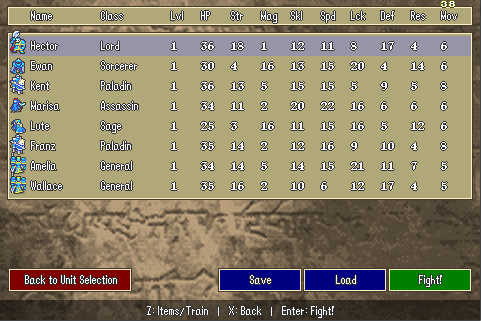 38
Name Class Lvl HP Str Mag Skl Spd Lck Def Res Mov
Hector Lord 1 36 18 1 12 11 8 17 4 6
Ewan Sorcerer 1 30 4 16 13 15 20 4 14 6
Kent Paladin 1 36 13 5 15 15 5 9 5 8
Marisa Assassin 1 34 11 2 20 22 16 6 6 6
Lute Sage 1 25 3 16 11 15 16 5 12 6
Franz Paladin 1 35 14 2 12 16 9 10 4 8
Amelia General 1 34 14 5 14 15 21 11 7 5
Wallace General 1 35 16 2 10 6 12 17 4 5
Back to Unit Selection Save Load Fight!
Z: Items/Train | X: Back | Enter: Fight!